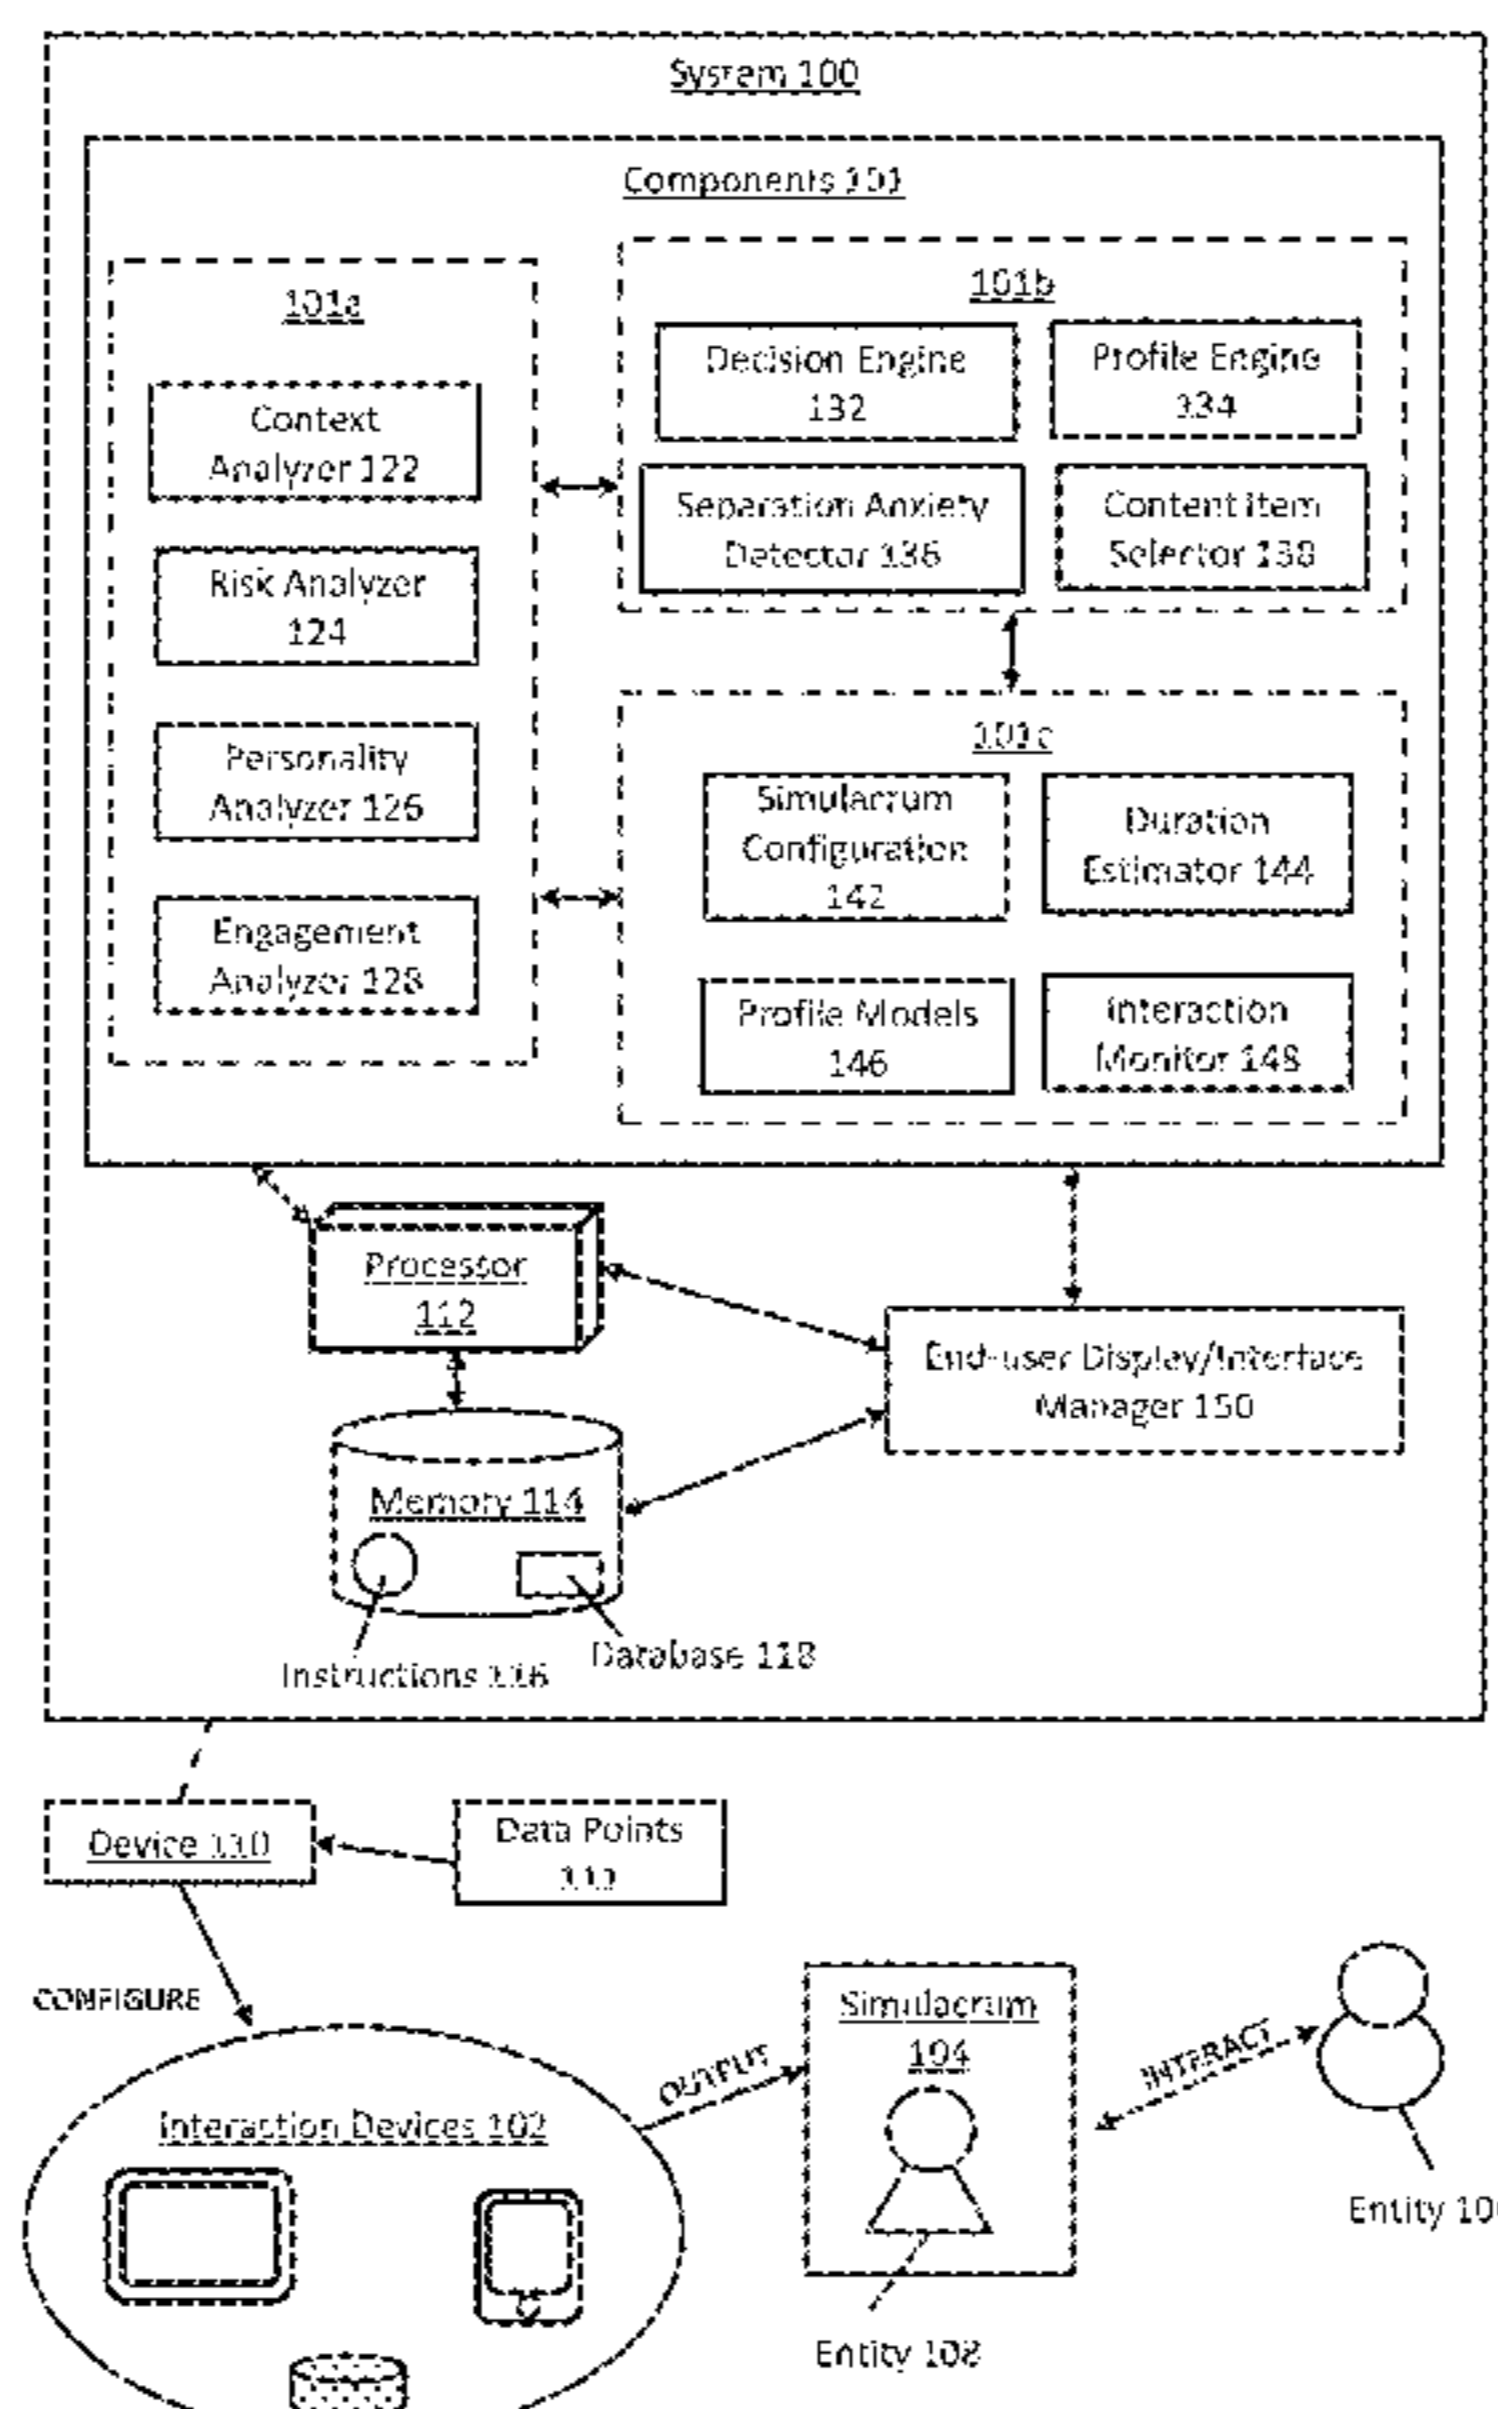 System 100
Components 101
101a
Context
Analyzer 122
Risk Analyzer
124
Personality
Analyzer 126
Engagement
Analyzer 128
101b
Decision Engine
132
Profile Engine
134
Separation Anxiety
Detector 136
Content Item
Selector 138
101c
Simulacrum
Configuration
142
Duration
Estimator 144
Profile Models
146
Interaction
Monitor 148
Processor
112
End-user Display/Interface
Manager 150
Memory 114
Instructions 116
Database 118
Device 110
Data Points
111
CONFIGURE
Interaction Devices 102
OUTPUT
Simulacrum
104
INTERACT
Entity 108
Entity